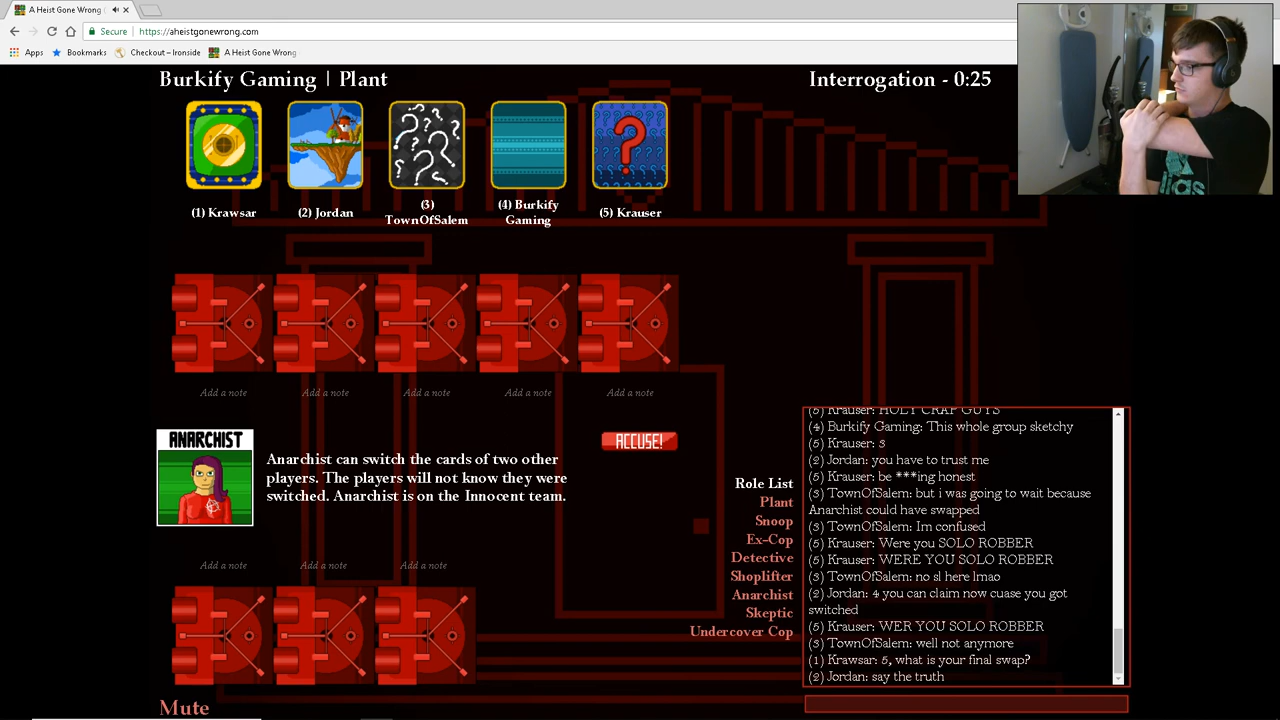 A Heist Gone Wrong
Secure
https://aheistgonewrong.com
Apps
Bookmarks
Checkout – Ironside
A Heist Gone Wrong
Burkify Gaming | Plant
Interrogation - 0:25
(1) Krawsar
(2) Jordan
(3)
TownOfSalem
(4) Burkify
Gaming
(5) Krauser
Add a note
Add a note
Add a note
Add a note
Add a note
ANARCHIST
Anarchist can switch the cards of two other
players. The players will not know they were
switched. Anarchist is on the Innocent team.
ACCUSE!
Add a note
Add a note
Add a note
Role List
Plant
Snoop
Ex-Cop
Detective
Shoplifter
Anarchist
Skeptic
Undercover Cop
(5) Krauser: HOLY CRAP GUYS
(4) Burkify Gaming: This whole group sketchy
(5) Krauser: 3
(2) Jordan: you have to trust me
(5) Krauser: be ***ing honest
(3) TownOfSalem: but i was going to wait because
Anarchist could have swapped
(3) TownOfSalem: Im confused
(5) Krauser: Were you SOLO ROBBER
(5) Krauser: WERE YOU SOLO ROBBER
(3) TownOfSalem: no sl here lmao
(2) Jordan: 4 you can claim now cuase you got
switched
(5) Krauser: WER YOU SOLO ROBBER
(3) TownOfSalem: well not anymore
(1) Krawsar: 5, what is your final swap?
(2) Jordan: say the truth
Mute
adidas